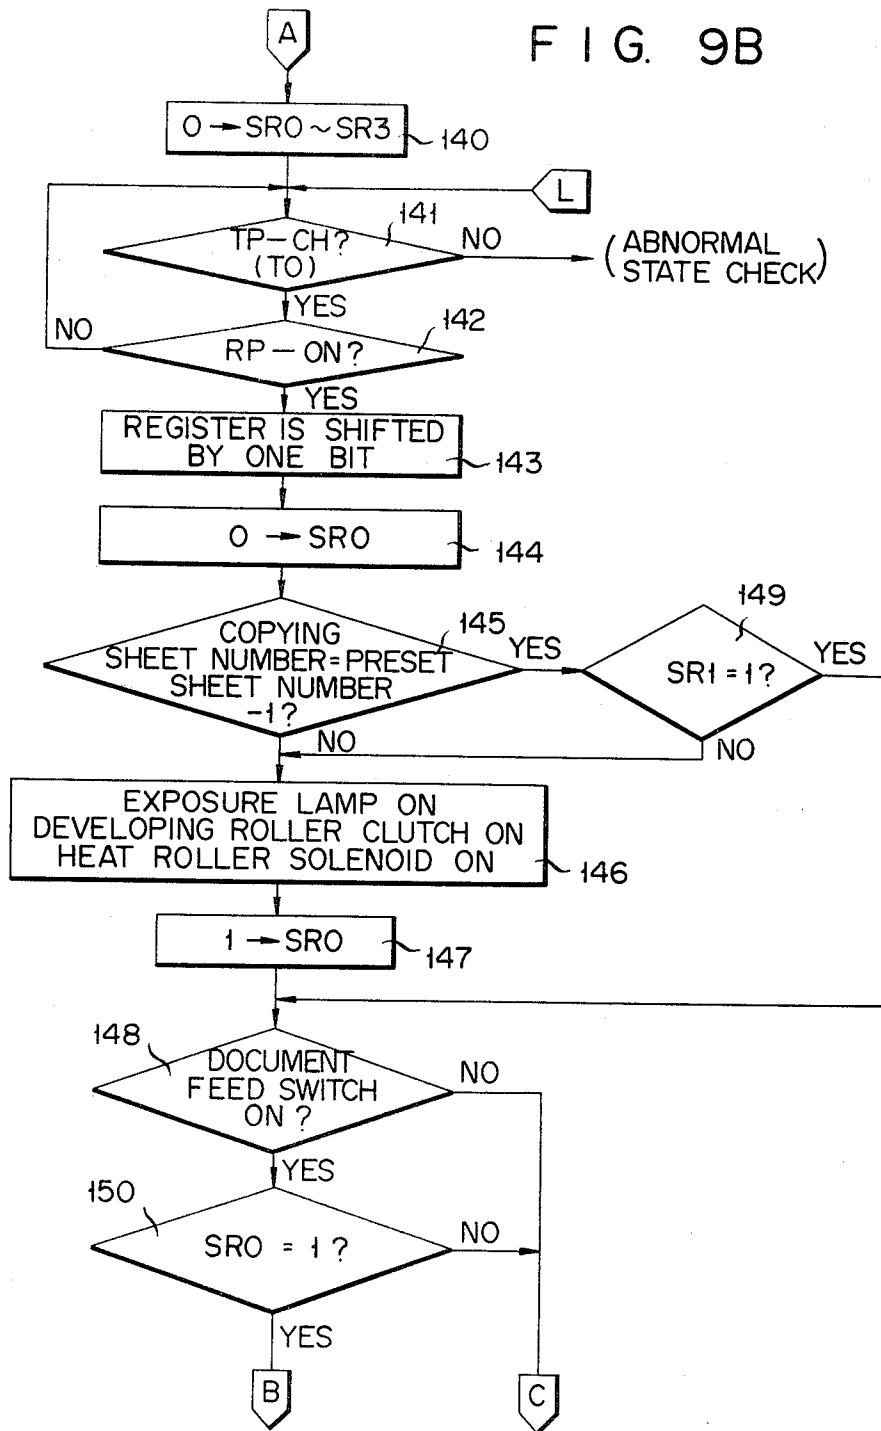 A
F I G. 9B
0 → SR0 ~ SR3
140
L
141
TP-CH?
(TO)
NO
(ABNORMAL
STATE CHECK)
YES
142
NO
RP-ON?
YES
REGISTER IS SHIFTED
BY ONE BIT
143
0 → SR0
144
149
145
COPYING
SHEET NUMBER=PRESET
SHEET NUMBER
-1?
YES
SR1=1?
YES
NO
NO
EXPOSURE LAMP ON
DEVELOPING ROLLER CLUTCH ON
HEAT ROLLER SOLENOID ON
146
1 → SR0
147
148
DOCUMENT
FEED SWITCH
ON?
NO
YES
150
SR0 = 1?
NO
YES
B
C